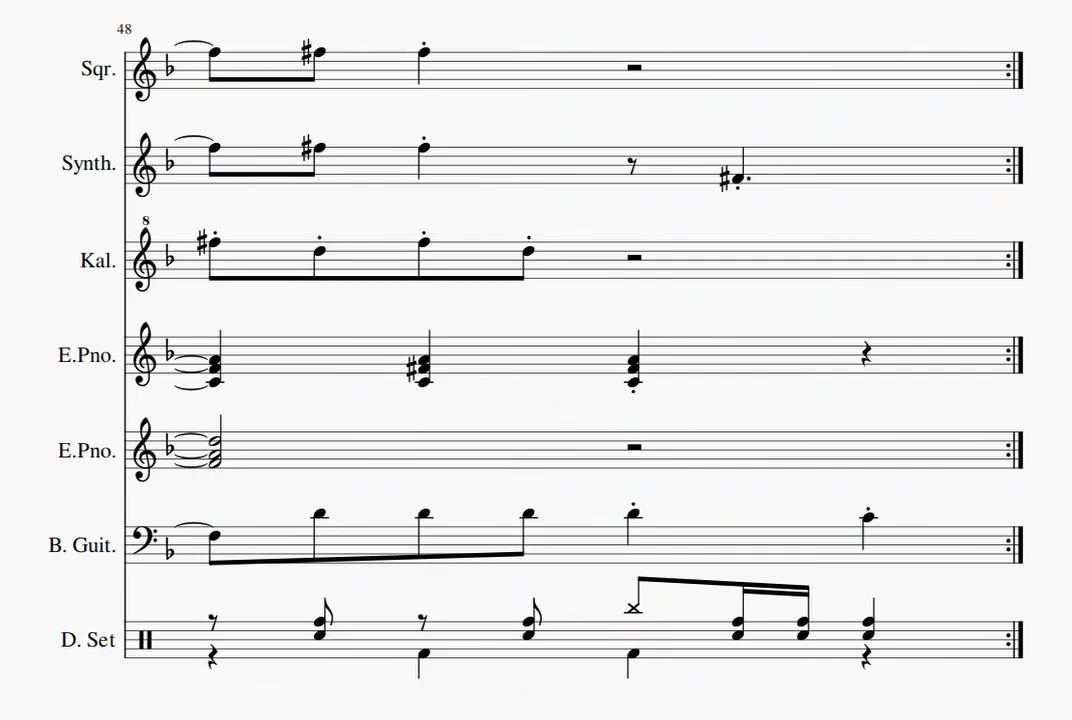 48
Sqr.
Synth.
8
Kal.
E.Pno.
E.Pno.
B. Guit.
D. Set